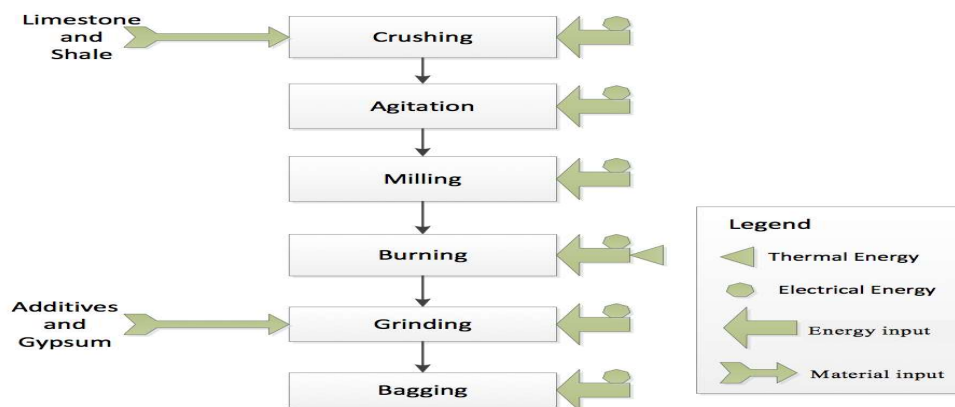 Limestone
and
Shale
Crushing
Agitation
Milling
Burning
Additives
and
Gypsum
Grinding
Bagging
Legend
Thermal Energy
Electrical Energy
Energy input
Material input